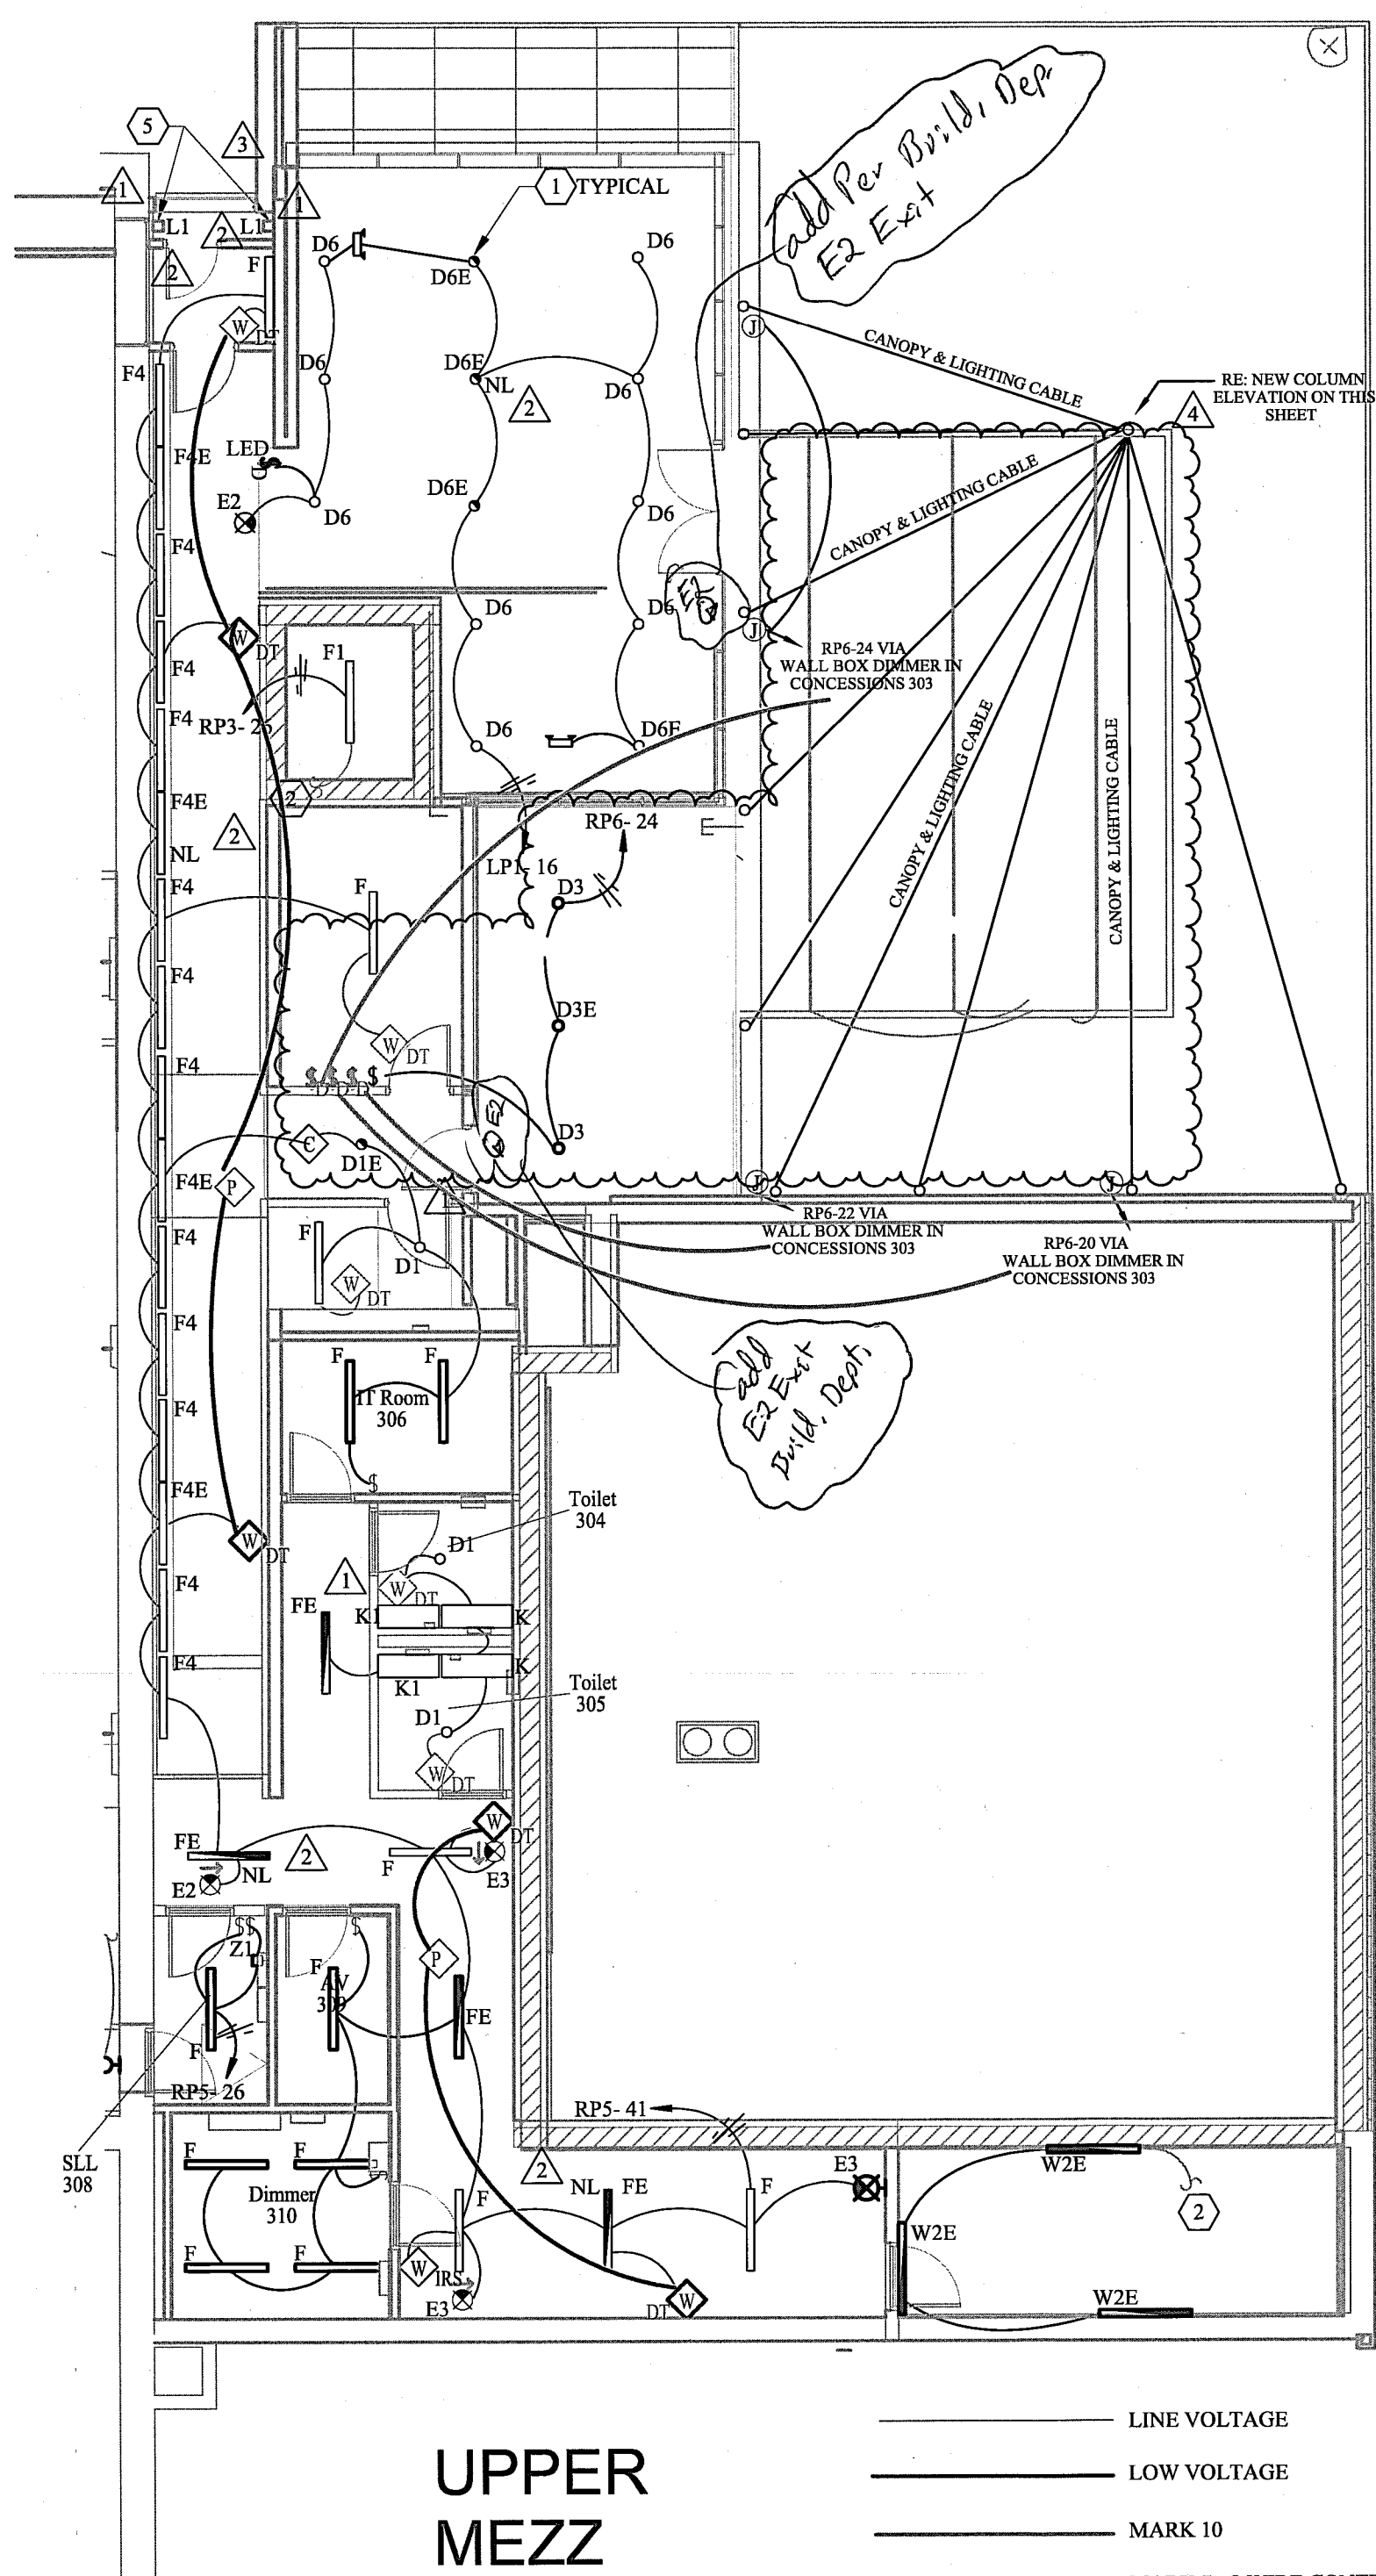 add Per Build, Dep.
E2 Exit
5
3
1
1 TYPICAL
1
L1
2
L1
2
F
D6
D6E
D6
W
DT
CANOPY & LIGHTING CABLE
F4
D6
D6E
NL
D6
2
RE: NEW COLUMN
ELEVATION ON THIS
SHEET
4
J
LED
F4E
E2
D6
D6E
D6
CANOPY & LIGHTING CABLE
F4
E2
D6
D6
J
W
DT
F1
F4
RP6-24 VIA
WALL BOX DIMMER IN
CONCESSIONS 303
F4
RP3-
D6
D6E
CANOPY & LIGHTING CABLE
CANOPY & LIGHTING CABLE
2
F4E
2
NL
RP6- 24
LP1- 16
F4
F
D3
F4
D3E
W
DT
F4
$ $ $ $
D D D
E2
D3
C
D1E
F4E
P
1
J
J
RP6-22 VIA
WALL BOX DIMMER IN
CONCESSIONS 303
RP6-20 VIA
WALL BOX DIMMER IN
CONCESSIONS 303
F4
F
D1
W
DT
F4
F
F
IT Room
306
F4
$
add
E2 Exit
Build, Dept,
F4E
W
DT
Toilet
304
D1
F4
1
W
DT
FE
K1
K
F4
K1
K
Toilet
305
D1
W
DT
W
DT
FE
2
F
E3
E2
NL
$$
$
Z1
F
AV
309
P
FE
F
RP5- 26
RP5- 41
SLL
308
F
F
Dimmer
310
F
2
NL
FE
F
E3
W2E
2
W2E
F
F
W
IRS
E3
W
DT
W2E
LINE VOLTAGE
LOW VOLTAGE
MARK 10
UPPER
MEZZ